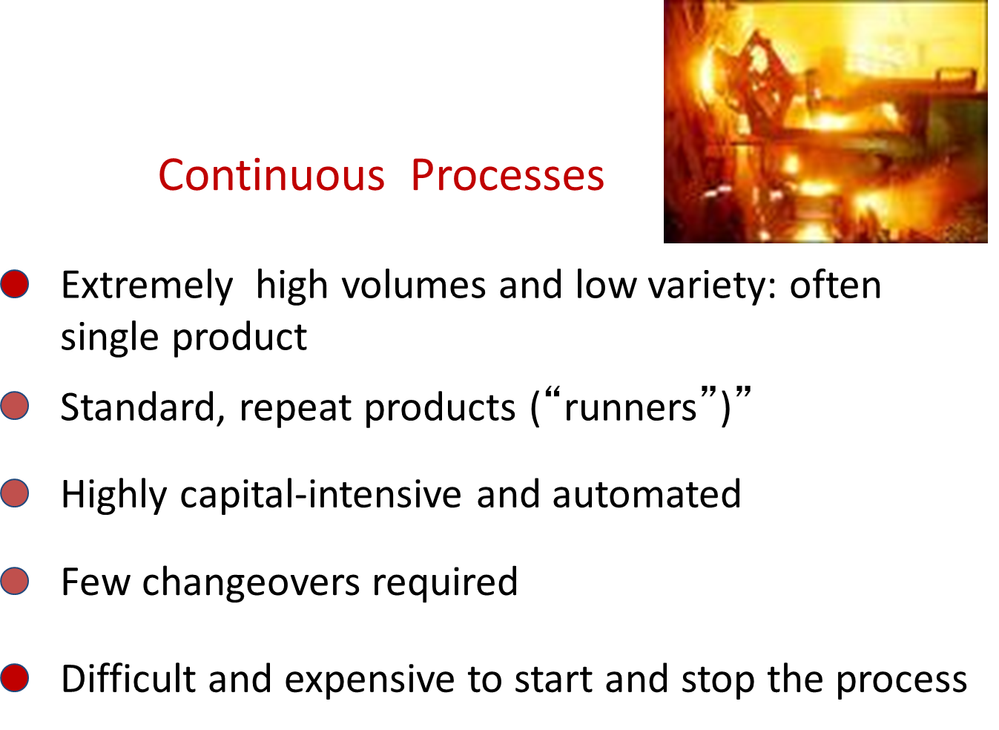 Continuous Processes
Extremely high volumes and low variety: often
single product
Standard, repeat products (“runners”)”
Highly capital-intensive and automated
Few changeovers required
Difficult and expensive to start and stop the process